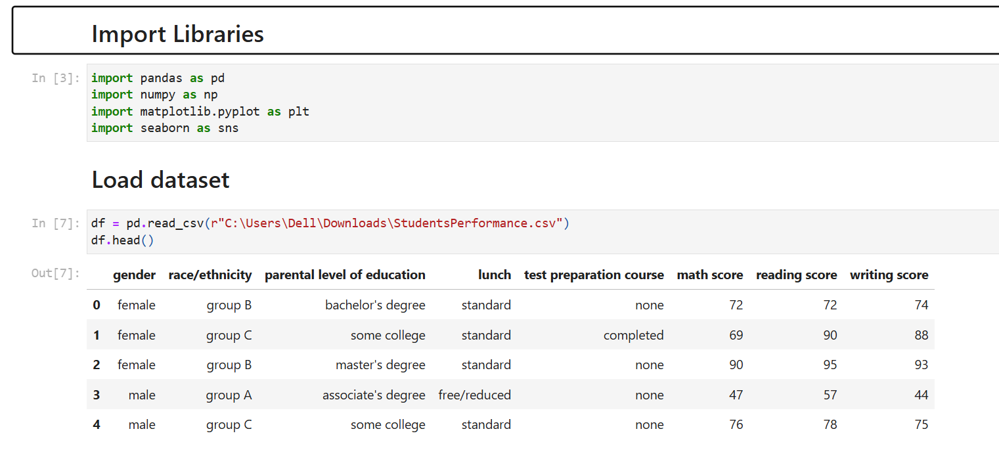 Import Libraries
In [3]:
import pandas as pd
import numpy as np
import matplotlib.pyplot as plt
import seaborn as sns
Load dataset
In [7]:
df = pd.read_csv(r"C:\Users\Dell\Downloads\StudentsPerformance.csv")
df.head()
Out[7]:
gender race/ethnicity parental level of education lunch test preparation course math score reading score writing score
0 female group B bachelor's degree standard none 72 72 74
1 female group C some college standard completed 69 90 88
2 female group B master's degree standard none 90 95 93
3 male group A associate's degree free/reduced none 47 57 44
4 male group C some college standard none 76 78 75